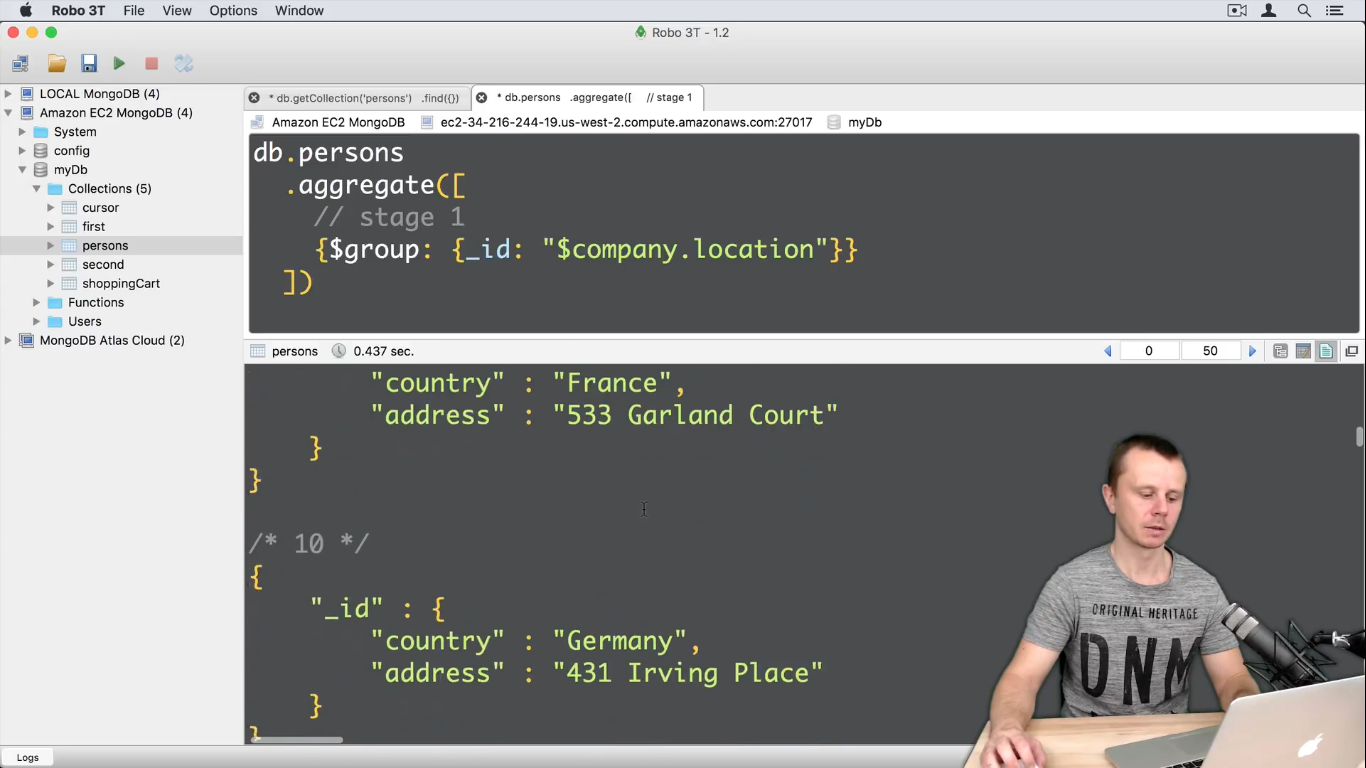 Robo 3T File View Options Window
Robo 3T - 1.2
LOCAL MongoDB (4)
Amazon EC2 MongoDB (4)
System
config
myDb
Collections (5)
cursor
first
persons
second
shoppingCart
Functions
Users
MongoDB Atlas Cloud (2)
* db.getCollection('persons') .find({}) * db.persons .aggregate([ // stage 1
Amazon EC2 MongoDB ec2-34-216-244-19.us-west-2.compute.amazonaws.com:27017 myDb
db.persons
.aggregate([
// stage 1
{$group: {_id: "$company.location"}}
])
persons 0.437 sec. 0 50
"country" : "France",
"address" : "533 Garland Court"
}
}
/* 10 */
{
"_id" : {
"country" : "Germany",
"address" : "431 Irving Place"
}
}
ORIGINAL HERITAGE
DNM
Logs